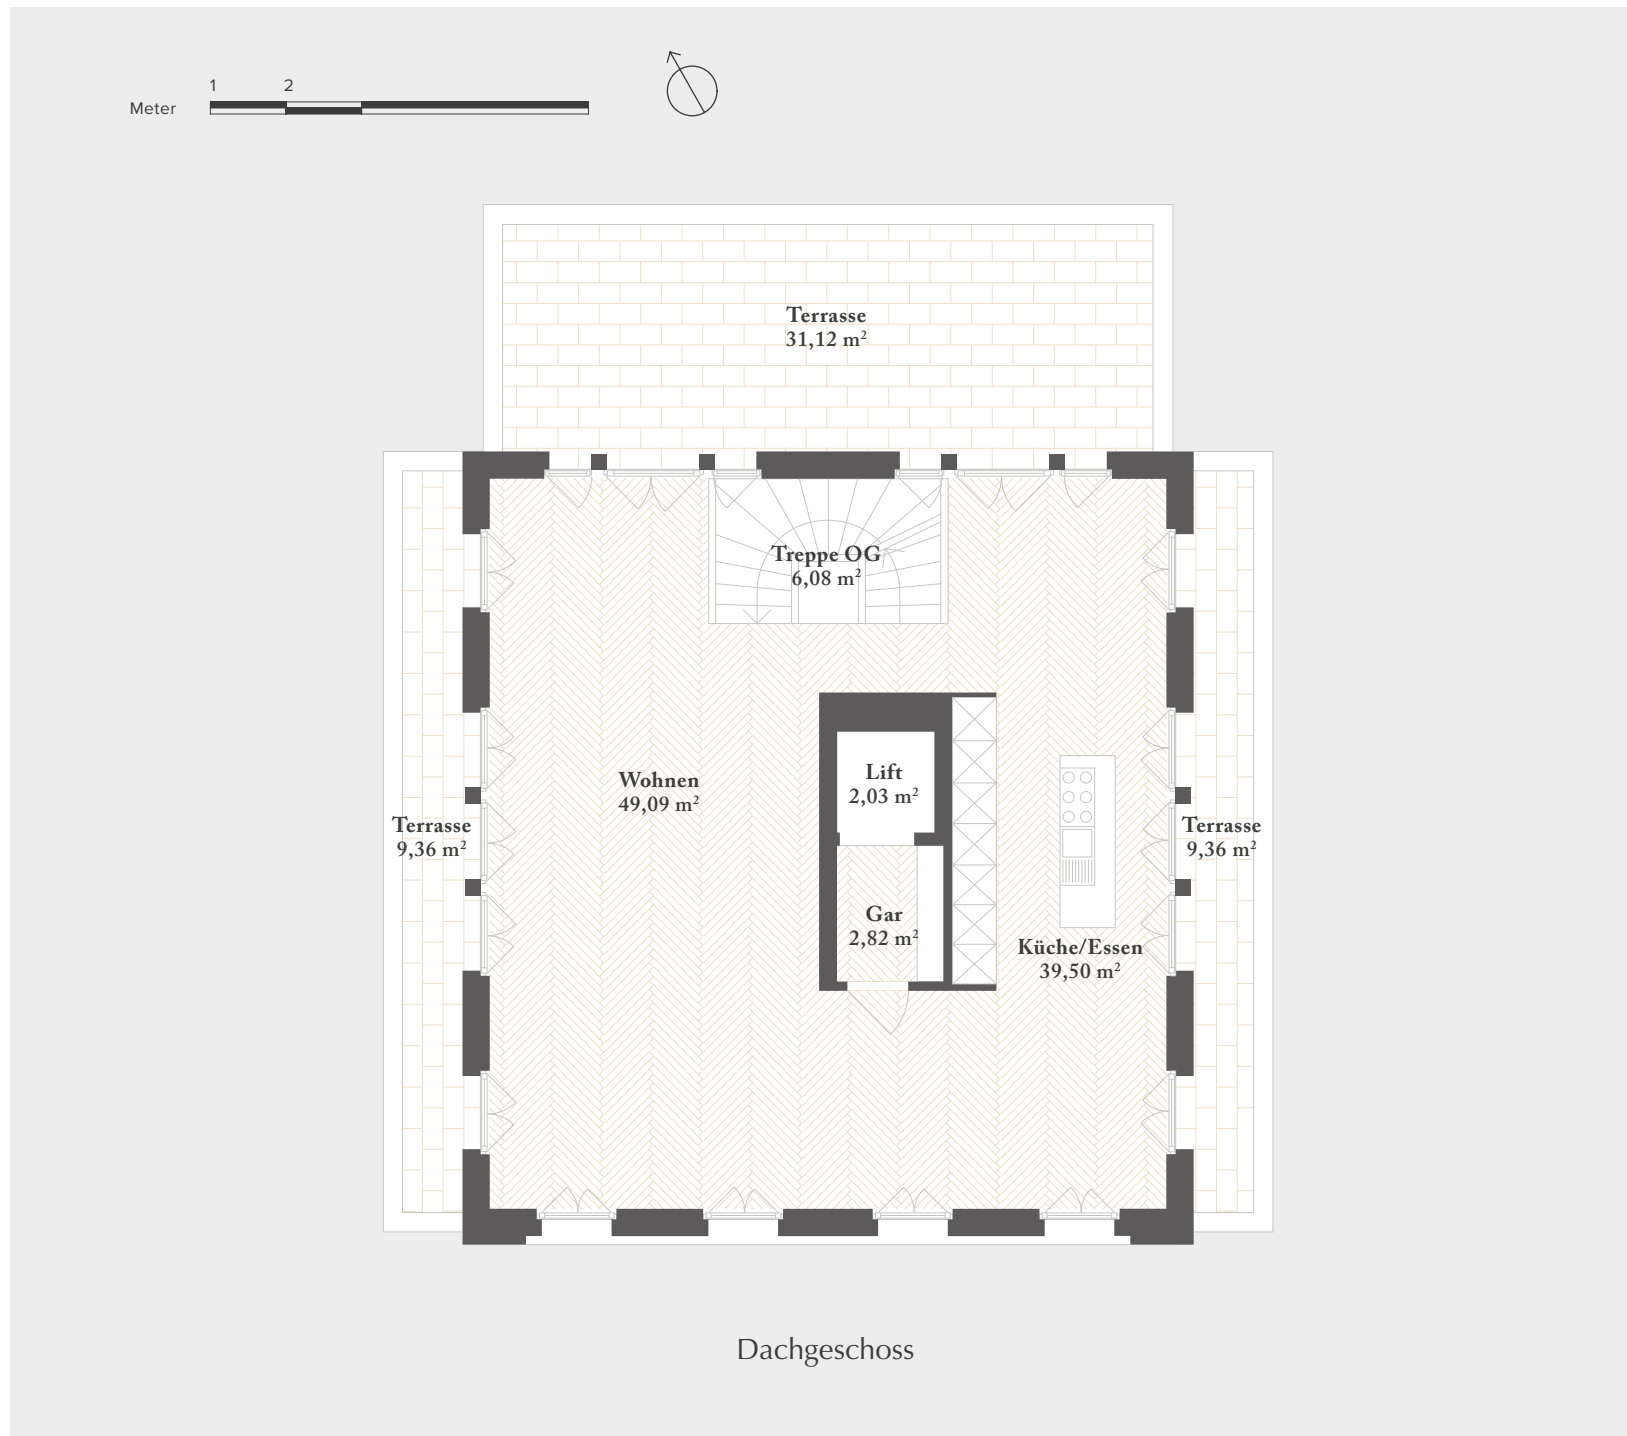 1 2
Meter
Terrasse
31,12 m²
Treppe OG
6,08 m²
Lift
2,03 m²
Wohnen
49,09 m²
Terrasse
9,36 m²
Terrasse
9,36 m²
Gar
2,82 m²
Küche/Essen
39,50 m²
Dachgeschoss